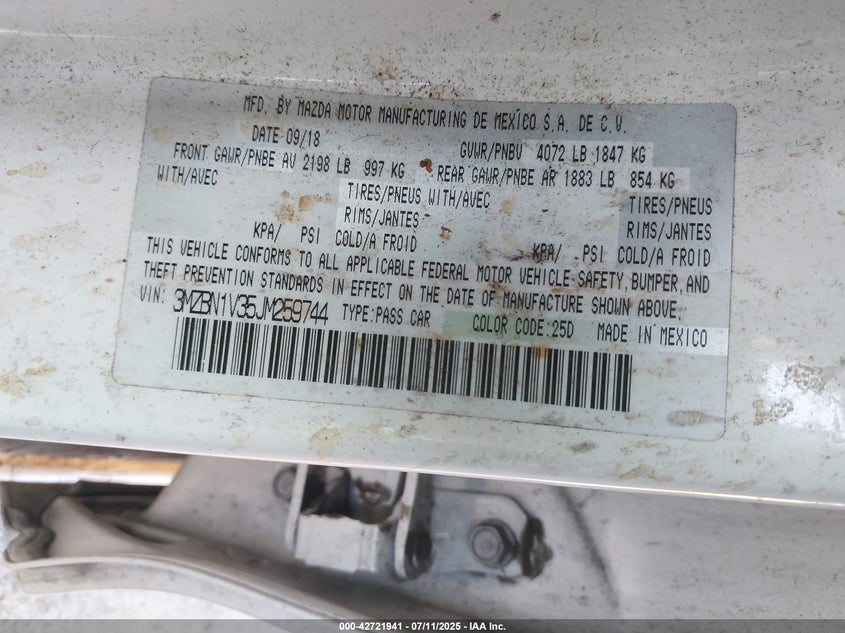 MFD. BY MAZDA MOTOR MANUFACTURING DE MEXÍCO S.A. DE C.V.
DATE 09/18 GVWR/PNBV 4072 LB 1847 KG
FRONT GAWR/PNBE AV 2198 LB 997 KG REAR GAWR/PNBE AR 1883 LB 854 KG
WITH/AVEC TIRES/PNEUS WITH/AVEC TIRES/PNEUS
RIMS/JANTES RIMS/JANTES
KPA/ PSI COLD/A FROID KPA/ PSI COLD/A FROID
THIS VEHICLE CONFORMS TO ALL APPLICABLE FEDERAL MOTOR VEHICLE SAFETY, BUMPER, AND
THEFT PREVENTION STANDARDS IN EFFECT ON THE DATE OF MANUFACTURE SHOWN ABOVE.
VIN: 3MZBN1V35JM259744 TYPE:PASS CAR COLOR CODE:25D MADE IN MEXICO
000-42721941 - 07/11/2025 - IAA Inc.